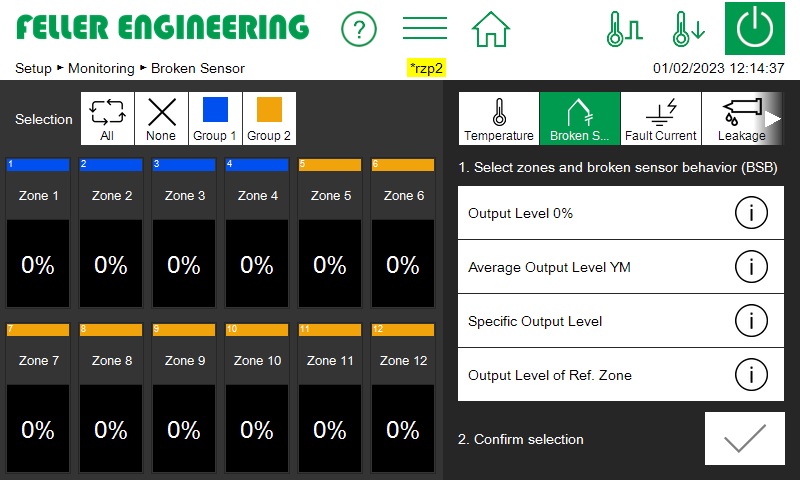 FELLER ENGINEERING
?
Setup ▸ Monitoring ▸ Broken Sensor
*rzp2
01/02/2023 12:14:37
Selection
All
None
Group 1
Group 2
Temperature
Broken S...
Fault Current
Leakage
1. Select zones and broken sensor behavior (BSB)
1 2 3 4 5 6
Zone 1 Zone 2 Zone 3 Zone 4 Zone 5 Zone 6
0% 0% 0% 0% 0% 0%
7 8 9 10 11 12
Zone 7 Zone 8 Zone 9 Zone 10 Zone 11 Zone 12
0% 0% 0% 0% 0% 0%
Output Level 0% i
Average Output Level YM i
Specific Output Level i
Output Level of Ref. Zone i
2. Confirm selection